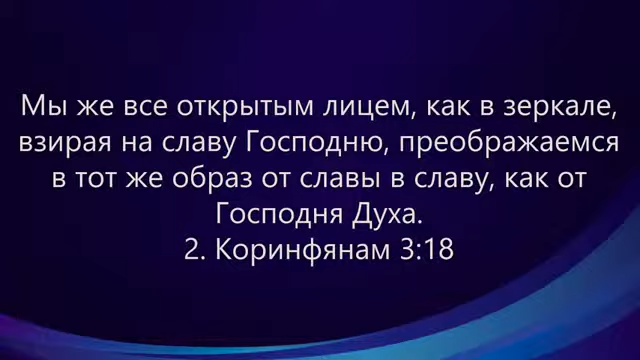 Мы же все открытым лицем, как в зеркале,
взирая на славу Господню, преображаемся
в тот же образ от славы в славу, как от
Господня Духа.
2. Коринфянам 3:18